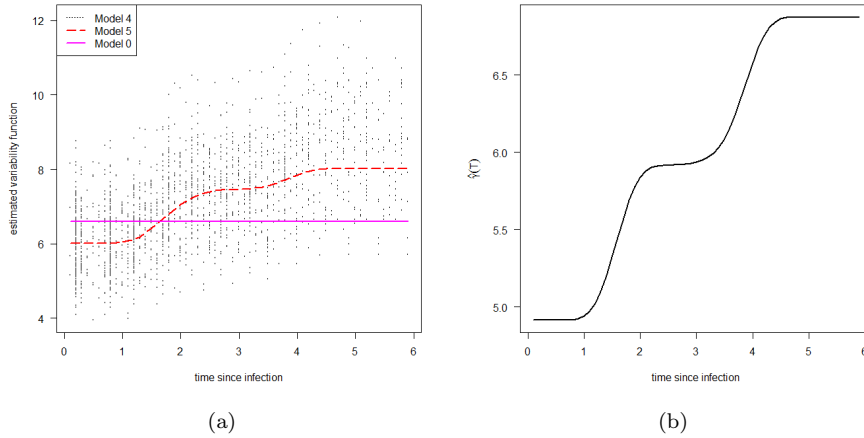 Model 4
Model 5
Model 0
estimated variability function
12
10
8
6
4
0 1 2 3 4 5 6
time since infection
(a)
γ̂(T)
6.5
6.0
5.5
5.0
0 1 2 3 4 5 6
time since infection
(b)